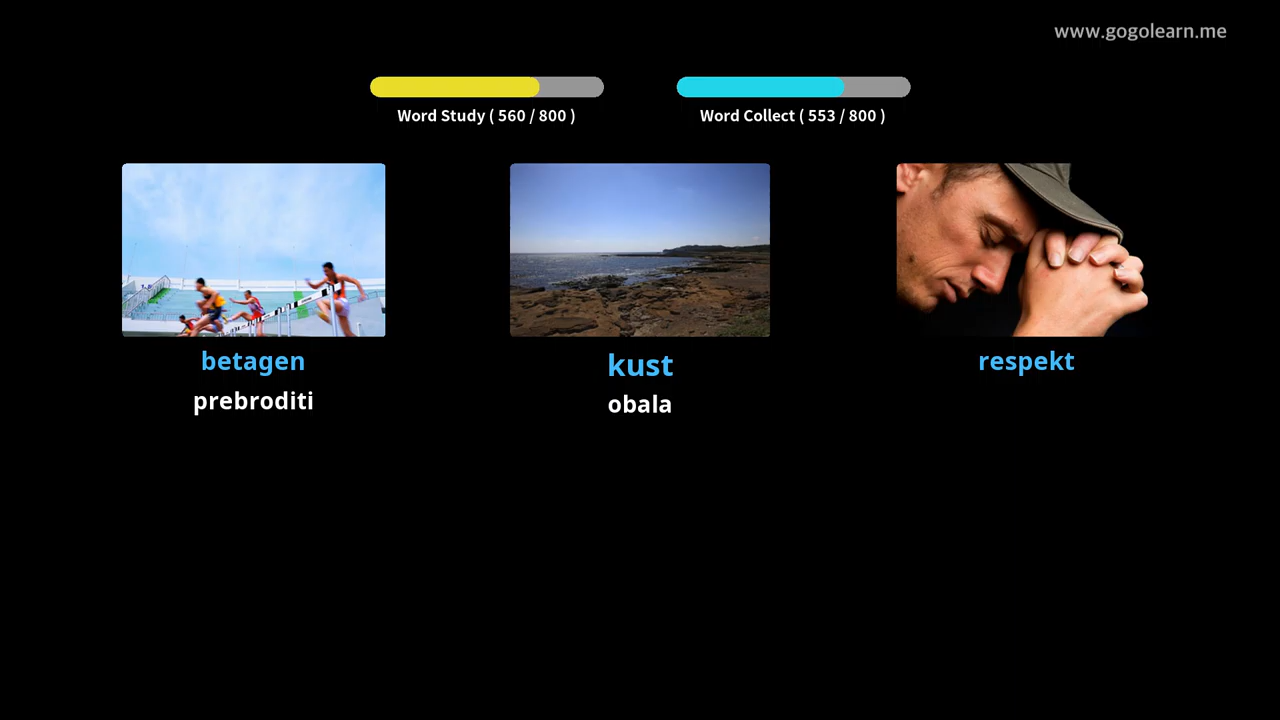 www.gogolearn.me
Word Study ( 560 / 800 )
Word Collect ( 553 / 800 )
betagen
prebroditi
kust
obala
respekt